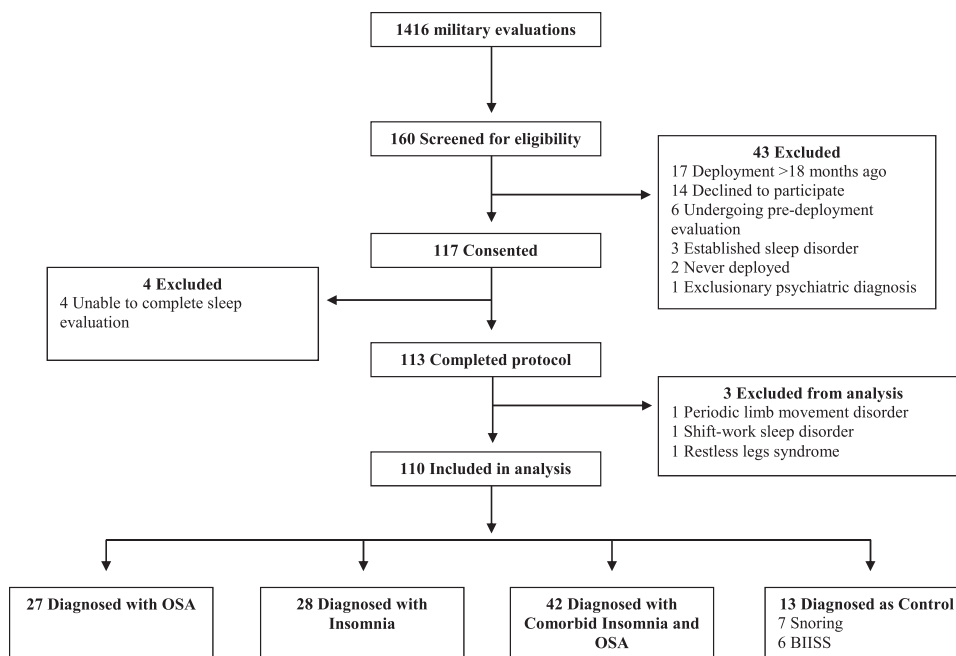 1416 military evaluations
160 Screened for eligibility
43 Excluded
17 Deployment >18 months ago
14 Declined to participate
6 Undergoing pre-deployment
evaluation
3 Established sleep disorder
2 Never deployed
1 Exclusionary psychiatric diagnosis
117 Consented
4 Excluded
4 Unable to complete sleep
evaluation
113 Completed protocol
3 Excluded from analysis
1 Periodic limb movement disorder
1 Shift-work sleep disorder
1 Restless legs syndrome
110 Included in analysis
27 Diagnosed with OSA
28 Diagnosed with
Insomnia
42 Diagnosed with
Comorbid Insomnia and
OSA
13 Diagnosed as Control
7 Snoring
6 BIISS